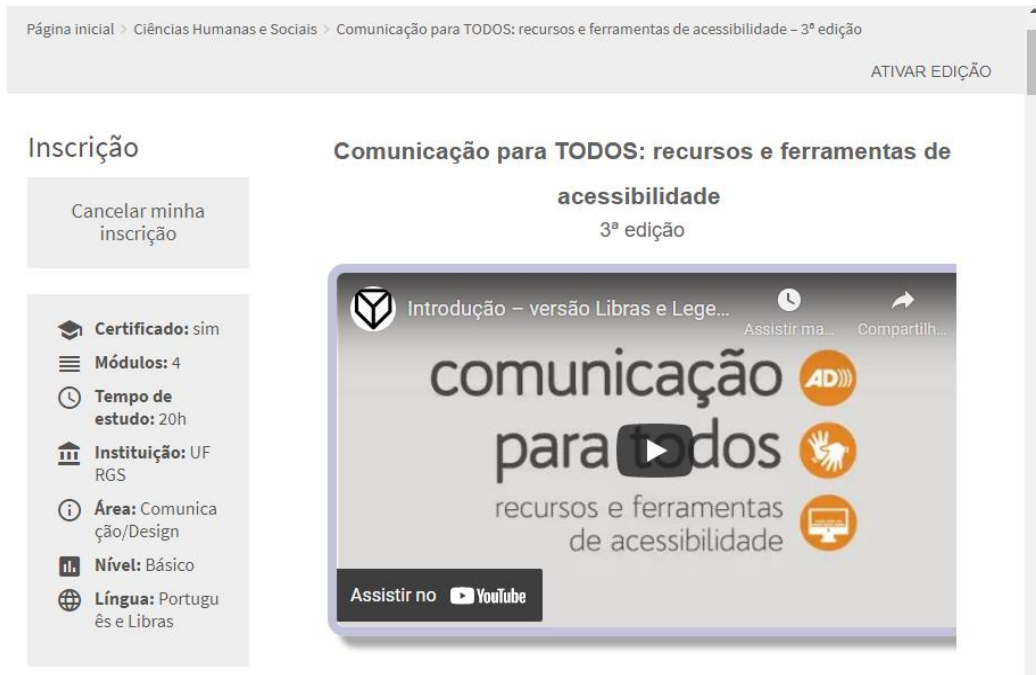 Página inicial > Ciências Humanas e Sociais > Comunicação para TODOS: recursos e ferramentas de acessibilidade – 3ª edição
ATIVAR EDIÇÃO
Inscrição
Cancelar minha
inscrição
Certificado: sim
Módulos: 4
Tempo de
estudo: 20h
Instituição: UF
RGS
Área: Comunica
ção/Design
Nível: Básico
Língua: Portugu
ês e Libras
Comunicação para TODOS: recursos e ferramentas de
acessibilidade
3ª edição
Introdução – versão Libras e Lege...
Assistir ma...
Compartilh...
comunicação
AD
para todos
recursos e ferramentas
de acessibilidade
Assistir no YouTube